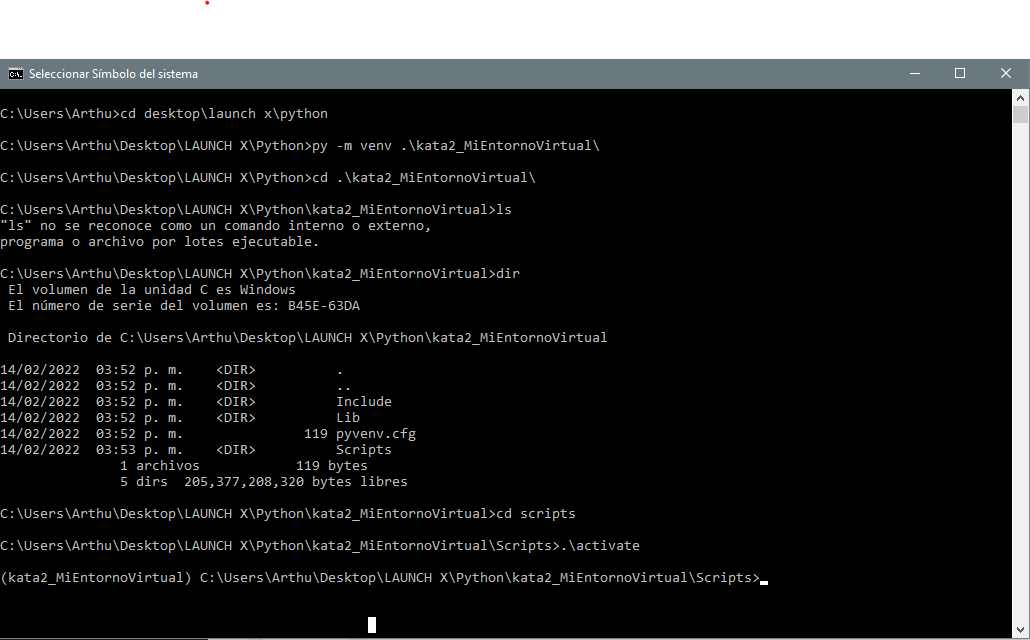 Seleccionar Símbolo del sistema
C:\Users\Arthu>cd desktop\launch x\python
C:\Users\Arthu\Desktop\LAUNCH X\Python>py -m venv .\kata2_MiEntornoVirtual\
C:\Users\Arthu\Desktop\LAUNCH X\Python>cd .\kata2_MiEntornoVirtual\
C:\Users\Arthu\Desktop\LAUNCH X\Python\kata2_MiEntornoVirtual>ls
"ls" no se reconoce como un comando interno o externo,
programa o archivo por lotes ejecutable.
C:\Users\Arthu\Desktop\LAUNCH X\Python\kata2_MiEntornoVirtual>dir
El volumen de la unidad C es Windows
El número de serie del volumen es: B45E-63DA
Directorio de C:\Users\Arthu\Desktop\LAUNCH X\Python\kata2_MiEntornoVirtual
14/02/2022  03:52 p. m.    <DIR>          .
14/02/2022  03:52 p. m.    <DIR>          ..
14/02/2022  03:52 p. m.    <DIR>          Include
14/02/2022  03:52 p. m.    <DIR>          Lib
14/02/2022  03:52 p. m.               119 pyvenv.cfg
14/02/2022  03:53 p. m.    <DIR>          Scripts
1 archivos            119 bytes
5 dirs  205,377,208,320 bytes libres
C:\Users\Arthu\Desktop\LAUNCH X\Python\kata2_MiEntornoVirtual>cd scripts
C:\Users\Arthu\Desktop\LAUNCH X\Python\kata2_MiEntornoVirtual\Scripts>.\activate
(kata2_MiEntornoVirtual) C:\Users\Arthu\Desktop\LAUNCH X\Python\kata2_MiEntornoVirtual\Scripts>